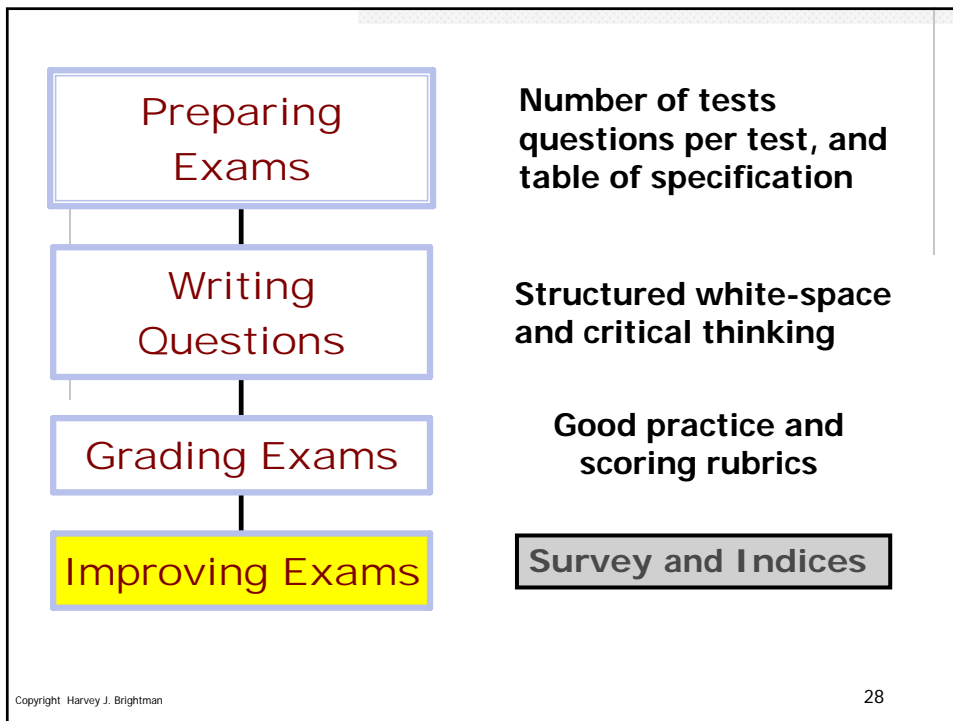 Preparing
Exams
Number of tests
questions per test, and
table of specification
Writing
Questions
Structured white-space
and critical thinking
Grading Exams
Good practice and
scoring rubrics
Improving Exams
Survey and Indices
Copyright Harvey J. Brightman
28